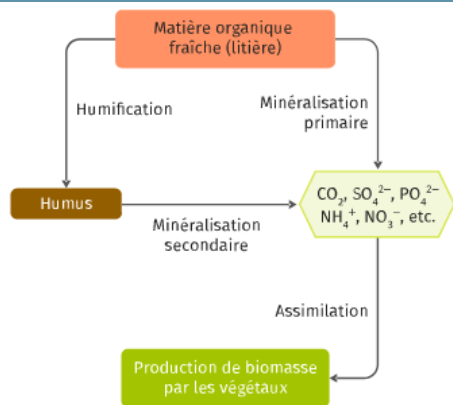 Matière organique
fraîche (litière)
Humification
Minéralisation
primaire
Humus
Minéralisation
secondaire
CO₂, SO₄²⁻, PO₄²⁻
NH₄⁺, NO₃⁻, etc.
Assimilation
Production de biomasse
par les végétaux